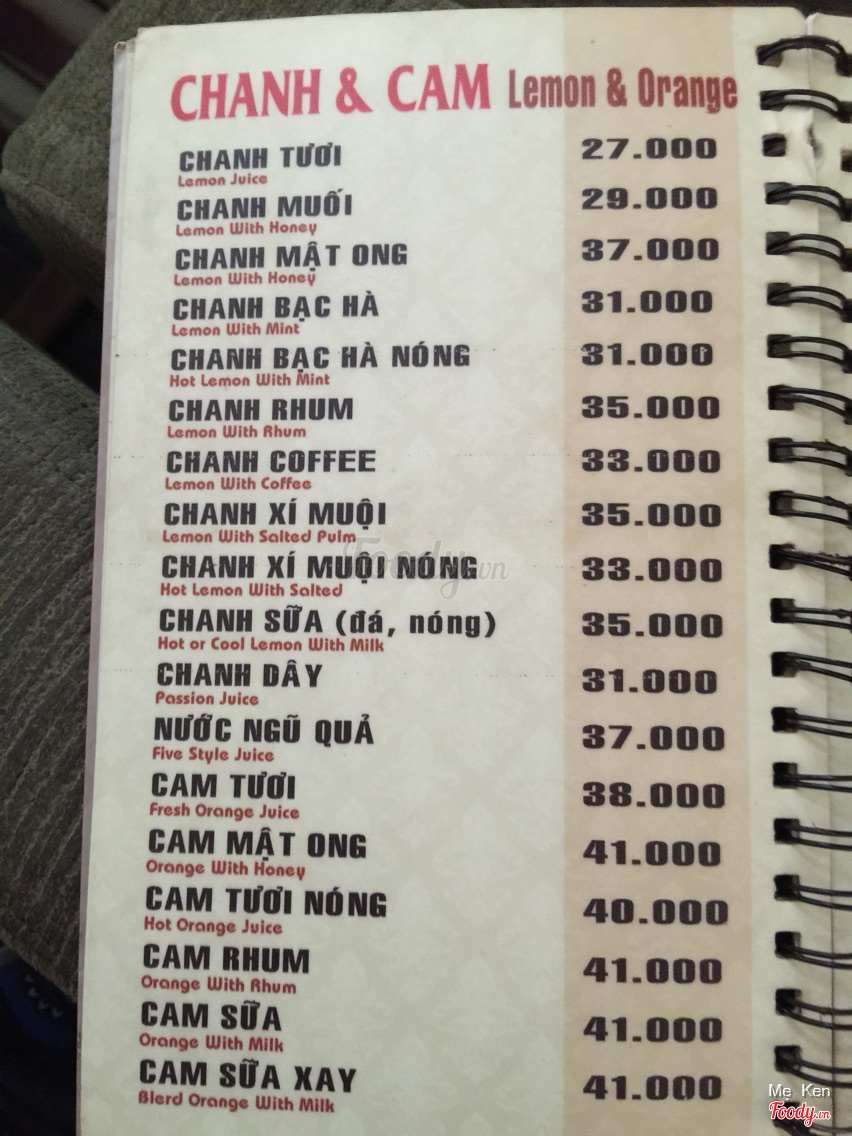 CHANH & CAM Lemon & Orange
CHANH TƯƠI 27.000
Lemon Juice
CHANH MUỐI 29.000
Lemon With Honey
CHANH MẬT ONG 37.000
Lemon With Honey
CHANH BẠC HÀ 31.000
Lemon With Mint
CHANH BẠC HÀ NÓNG 31.000
Hot Lemon With Mint
CHANH RHUM 35.000
Lemon With Rhum
CHANH COFFEE 33.000
Lemon With Coffee
CHANH XÍ MUỘI 35.000
Lemon With Salted Pulm
CHANH XÍ MUỘI NÓNG 33.000
Hot Lemon With Salted
CHANH SỮA (đá, nóng) 35.000
Hot or Cool Lemon With Milk
CHANH DÂY 31.000
Passion Juice
NƯỚC NGŨ QUẢ 37.000
Five Style Juice
CAM TƯƠI 38.000
Fresh Orange Juice
CAM MẬT ONG 41.000
Orange With Honey
CAM TƯƠI NÓNG 40.000
Hot Orange Juice
CAM RHUM 41.000
Orange With Rhum
CAM SỮA 41.000
Orange With Milk
CAM SỮA XAY 41.000
Blerd Orange With Milk
Foody.vn
Mẹ Ken
Foody.vn